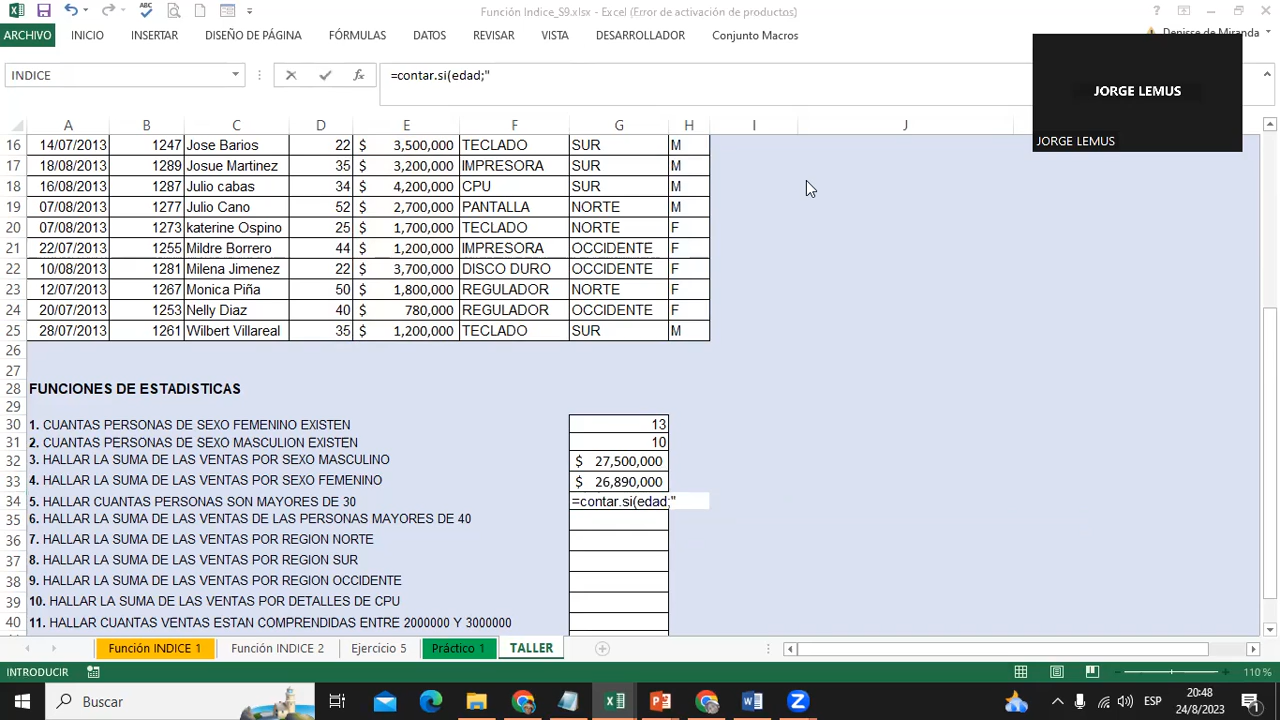 Función Indice_S9.xlsx - Excel (Error de activación de productos)
ARCHIVO INICIO INSERTAR DISEÑO DE PÁGINA FÓRMULAS DATOS REVISAR VISTA DESARROLLADOR Conjunto Macros Denisse de Miranda
INDICE =contar.si(edad;"
JORGE LEMUS
JORGE LEMUS
A B C D E F G H I J
16 14/07/2013 1247 Jose Barios 22 $ 3,500,000 TECLADO SUR M
17 18/08/2013 1289 Josue Martinez 35 $ 3,200,000 IMPRESORA SUR M
18 16/08/2013 1287 Julio cabas 34 $ 4,200,000 CPU SUR M
19 07/08/2013 1277 Julio Cano 52 $ 2,700,000 PANTALLA NORTE M
20 07/08/2013 1273 katerine Ospino 25 $ 1,700,000 TECLADO NORTE F
21 22/07/2013 1255 Mildre Borrero 44 $ 1,200,000 IMPRESORA OCCIDENTE F
22 10/08/2013 1281 Milena Jimenez 22 $ 3,700,000 DISCO DURO OCCIDENTE F
23 12/07/2013 1267 Monica Piña 50 $ 1,800,000 REGULADOR NORTE F
24 20/07/2013 1253 Nelly Diaz 40 $ 780,000 REGULADOR OCCIDENTE F
25 28/07/2013 1261 Wilbert Villareal 35 $ 1,200,000 TECLADO SUR M
26
27
28 FUNCIONES DE ESTADISTICAS
29
30 1. CUANTAS PERSONAS DE SEXO FEMENINO EXISTEN 13
31 2. CUANTAS PERSONAS DE SEXO MASCULION EXISTEN 10
32 3. HALLAR LA SUMA DE LAS VENTAS POR SEXO MASCULINO $ 27,500,000
33 4. HALLAR LA SUMA DE LAS VENTAS POR SEXO FEMENINO $ 26,890,000
34 5. HALLAR CUANTAS PERSONAS SON MAYORES DE 30 =contar.si(edad;"
35 6. HALLAR LA SUMA DE LAS VENTAS DE LAS PERSONAS MAYORES DE 40
36 7. HALLAR LA SUMA DE LAS VENTAS POR REGION NORTE
37 8. HALLAR LA SUMA DE LAS VENTAS POR REGION SUR
38 9. HALLAR LA SUMA DE LAS VENTAS POR REGION OCCIDENTE
39 10. HALLAR LA SUMA DE LAS VENTAS POR DETALLES DE CPU
40 11. HALLAR CUANTAS VENTAS ESTAN COMPRENDIDAS ENTRE 2000000 Y 3000000
Función INDICE 1 Función INDICE 2 Ejercicio 5 Práctico 1 TALLER
INTRODUCIR 110 %
Buscar ESP 20:48
24/8/2023